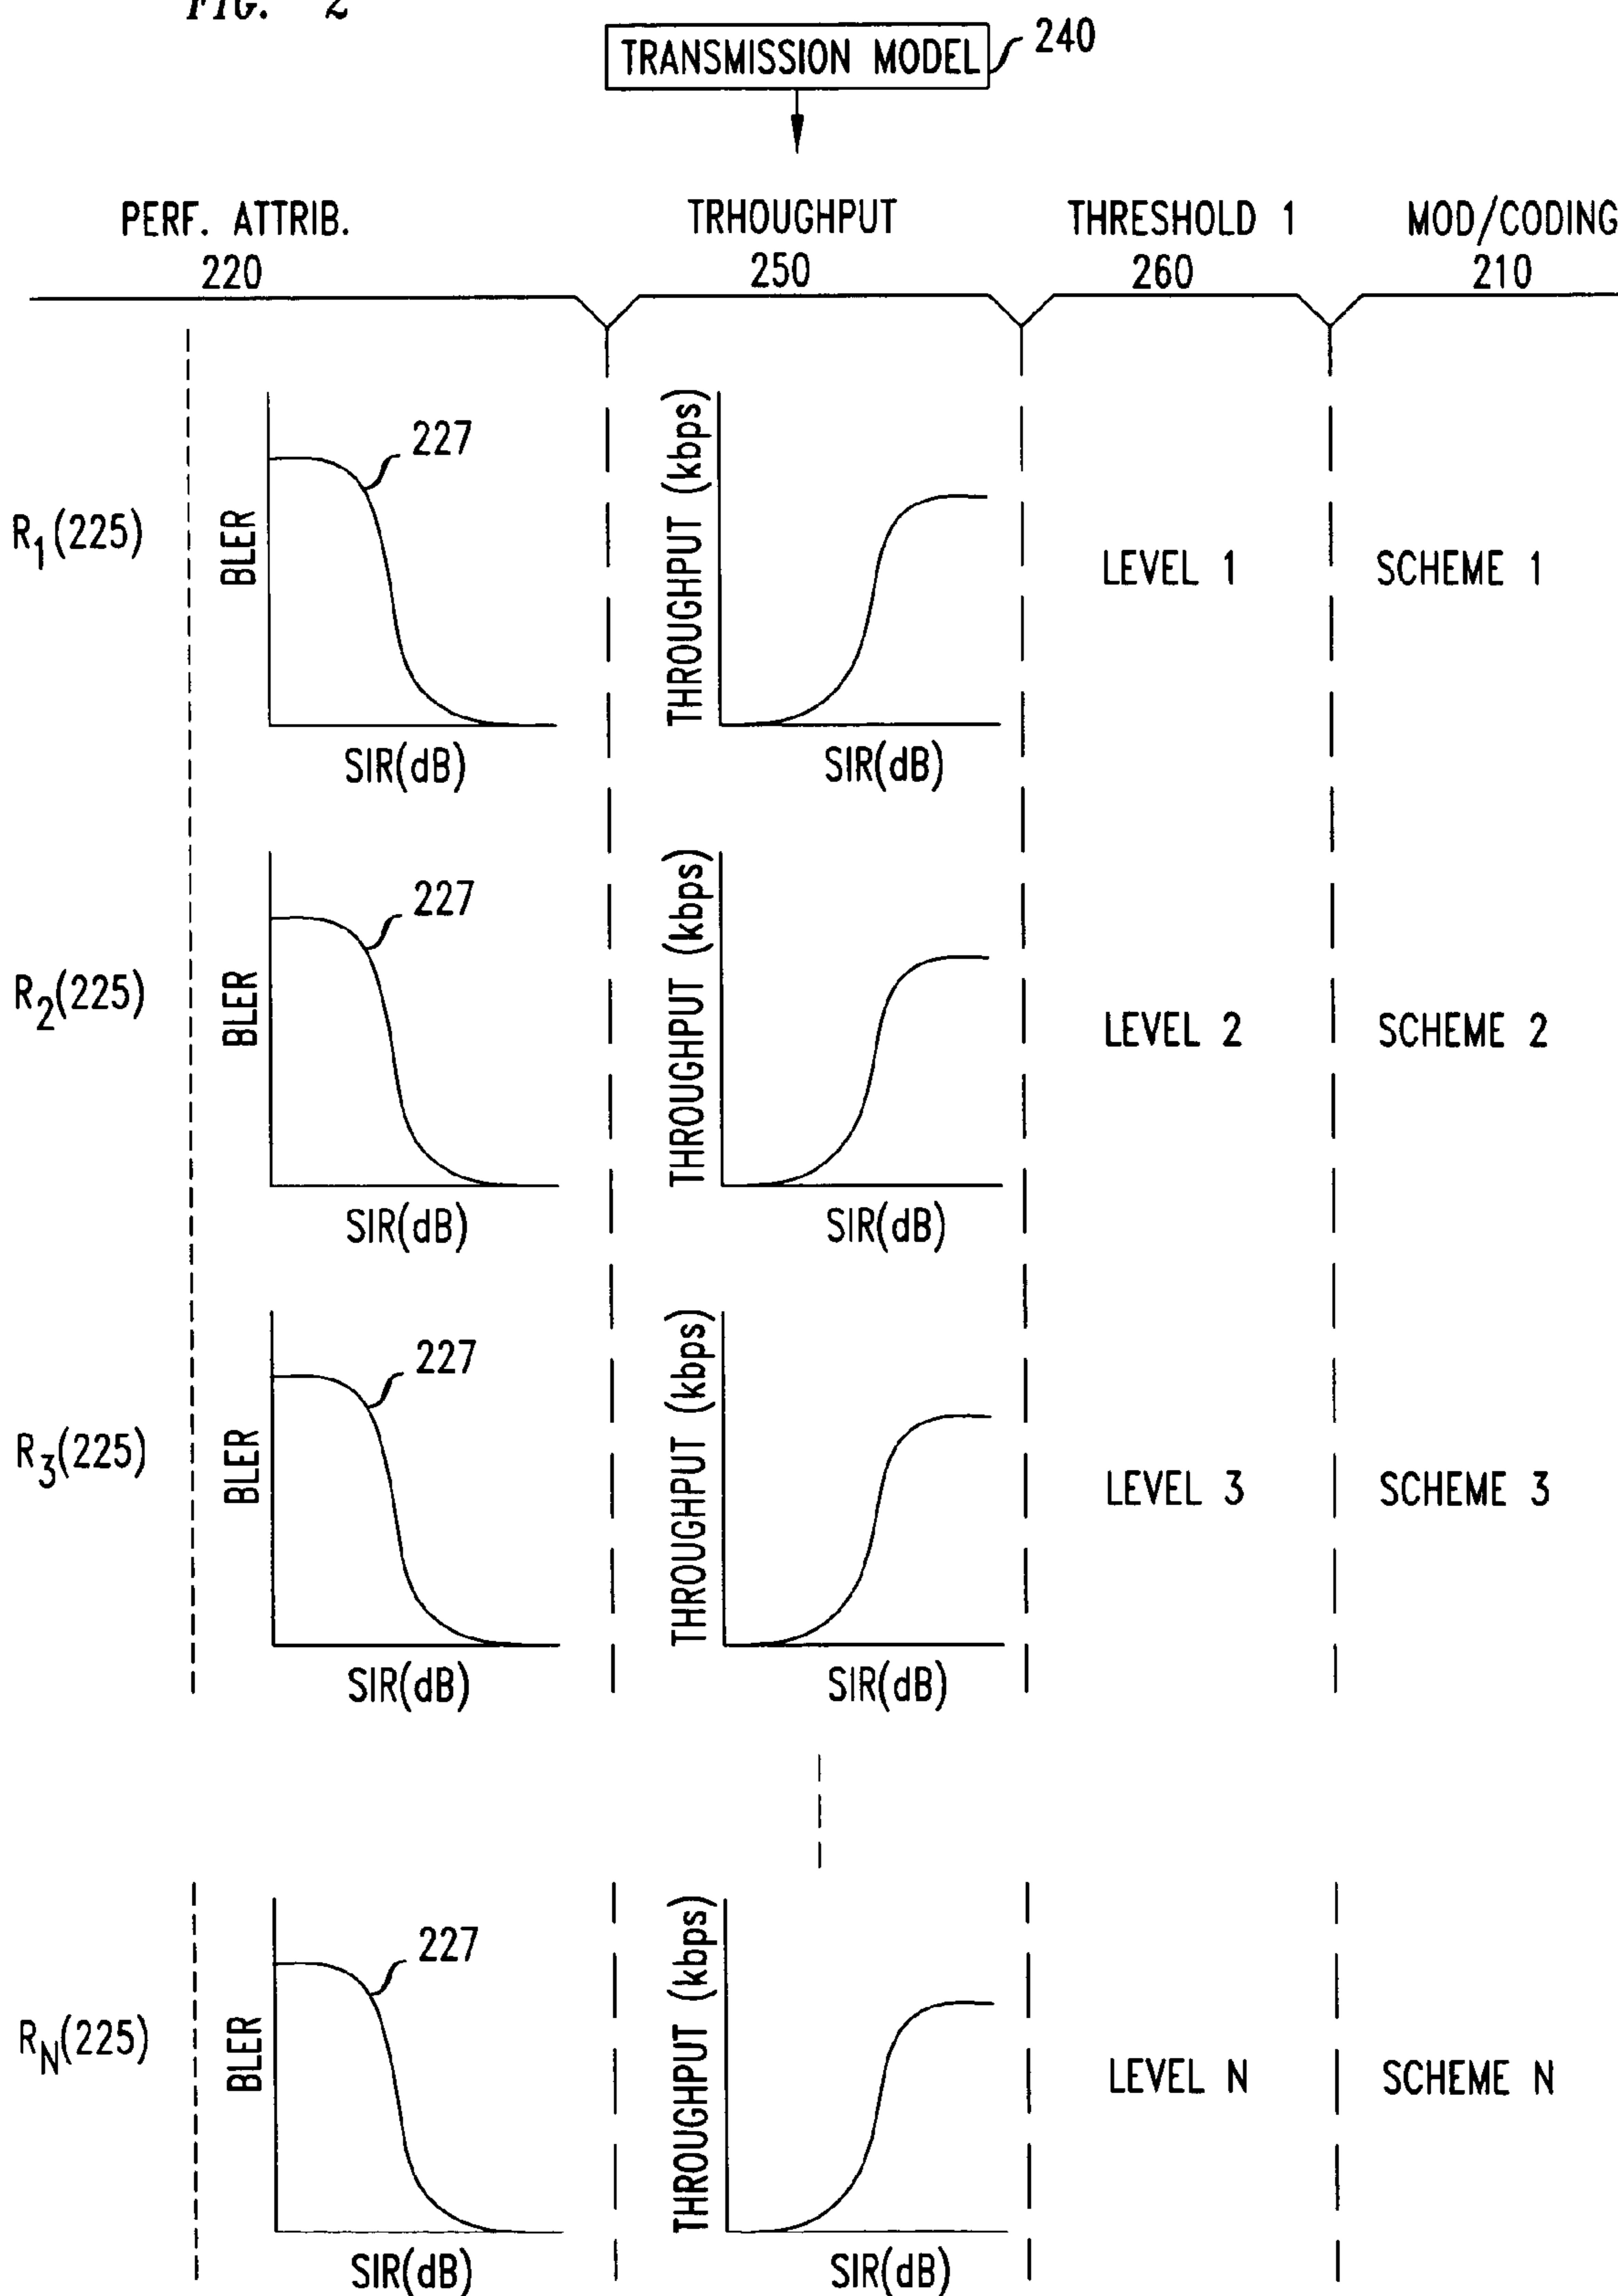 FIG. 2
TRANSMISSION MODEL 240
PERF. ATTRIB. TRHOUGHPUT THRESHOLD 1 MOD/CODING
220 250 260 210
R1(225) BLER 227 SIR(dB) THROUGHPUT (kbps) SIR(dB) LEVEL 1 SCHEME 1
R2(225) BLER 227 SIR(dB) THROUGHPUT (kbps) SIR(dB) LEVEL 2 SCHEME 2
R3(225) BLER 227 SIR(dB) THROUGHPUT (kbps) SIR(dB) LEVEL 3 SCHEME 3
RN(225) BLER 227 SIR(dB) THROUGHPUT (kbps) SIR(dB) LEVEL N SCHEME N